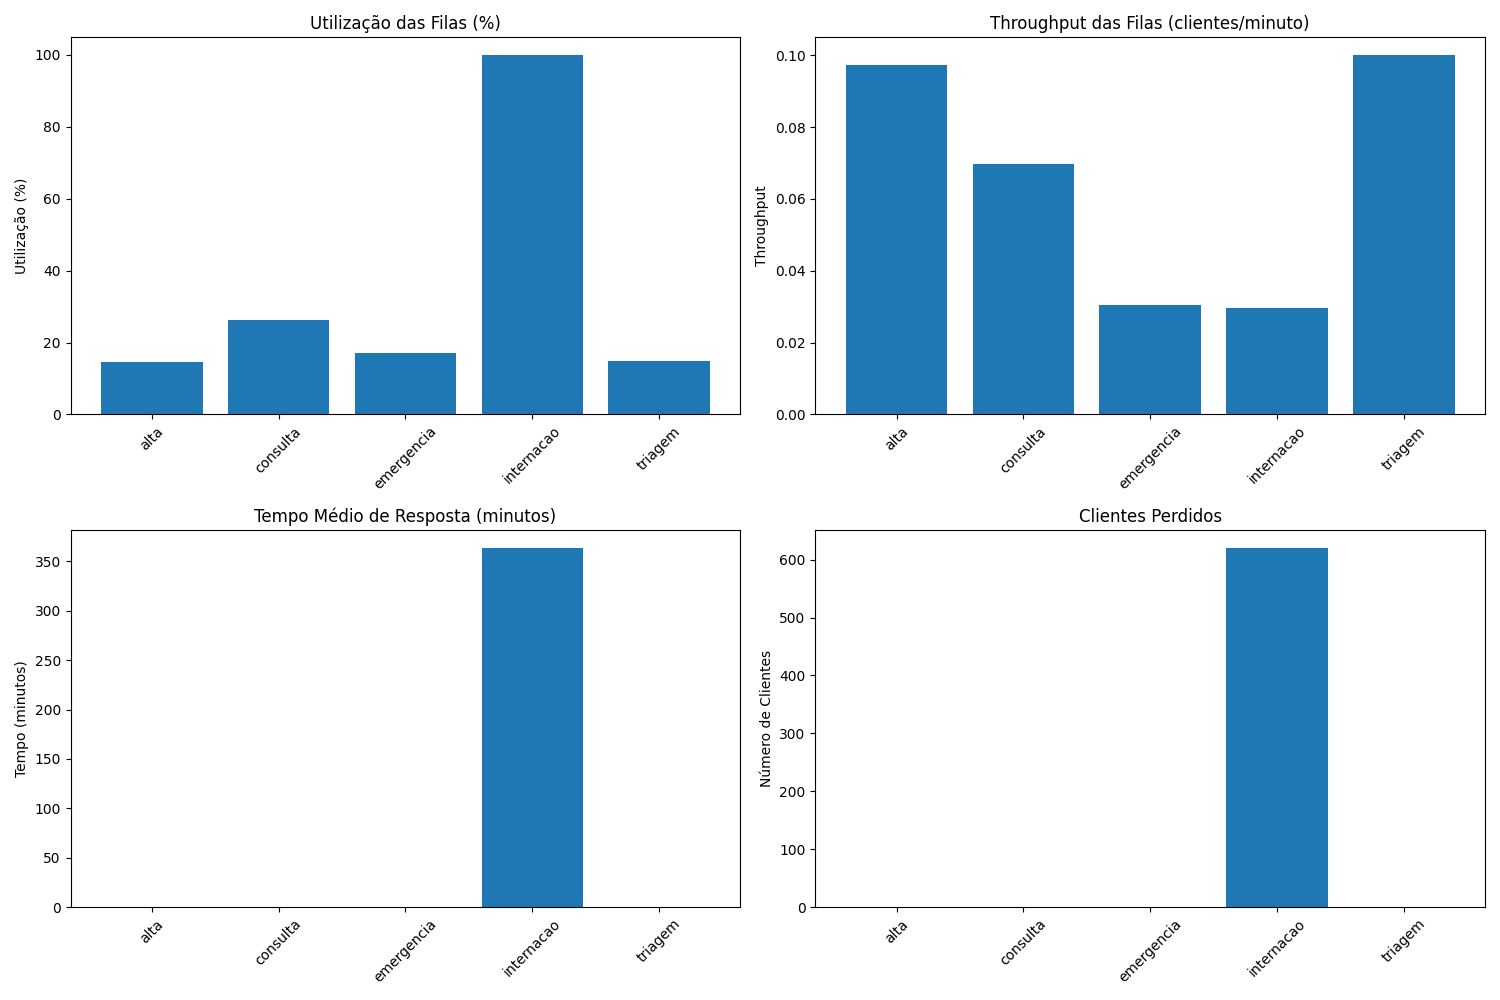 Utilização das Filas (%)
Utilização (%)
100
80
60
40
20
0
alta
consulta
emergencia
internacao
triagem
Throughput das Filas (clientes/minuto)
Throughput
0.10
0.08
0.06
0.04
0.02
0.00
alta
consulta
emergencia
internacao
triagem
Tempo Médio de Resposta (minutos)
Tempo (minutos)
350
300
250
200
150
100
50
0
alta
consulta
emergencia
internacao
triagem
Clientes Perdidos
Número de Clientes
600
500
400
300
200
100
0
alta
consulta
emergencia
internacao
triagem